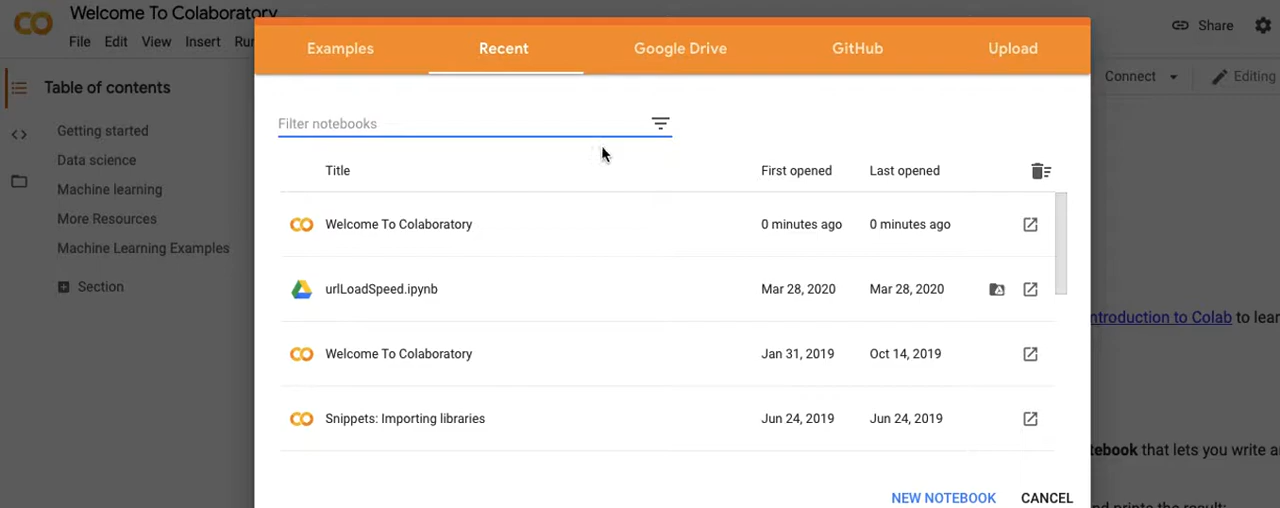 Welcome To Colaboratory
File Edit View Insert
Share
Examples Recent Google Drive GitHub Upload
Table of contents
Connect Editing
Getting started
Data science
Machine learning
More Resources
Machine Learning Examples
Section
Filter notebooks
Title First opened Last opened
Welcome To Colaboratory 0 minutes ago 0 minutes ago
urlLoadSpeed.ipynb Mar 28, 2020 Mar 28, 2020
Welcome To Colaboratory Jan 31, 2019 Oct 14, 2019
Snippets: Importing libraries Jun 24, 2019 Jun 24, 2019
NEW NOTEBOOK CANCEL
ntroduction to Colab to lear
tebook that lets you write a